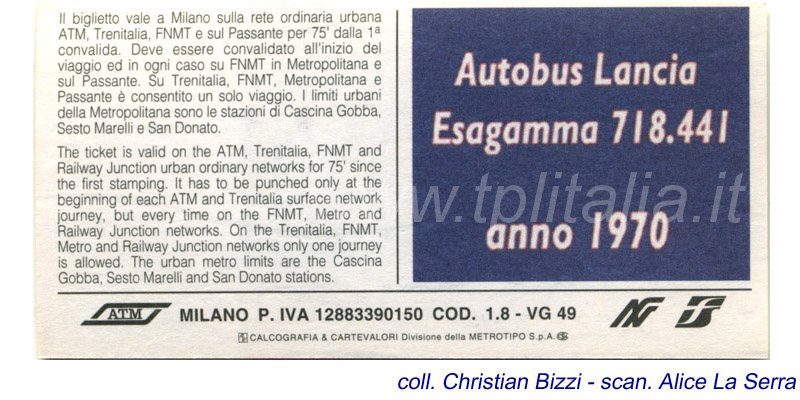 Il biglietto vale a Milano sulla rete ordinaria urbana
ATM, Trenitalia, FNMT e sul Passante per 75' dalla 1ª
convalida. Deve essere convalidato all'inizio del
viaggio ed in ogni caso su FNMT in Metropolitana e
sul Passante. Su Trenitalia, FNMT, Metropolitana e
Passante è consentito un solo viaggio. I limiti urbani
della Metropolitana sono le stazioni di Cascina Gobba,
Sesto Marelli e San Donato.
The ticket is valid on the ATM, Trenitalia, FNMT and
Railway Junction urban ordinary networks for 75' since
the first stamping. It has to be punched only at the
beginning of each ATM and Trenitalia surface network
journey, but every time on the FNMT, Metro and
Railway Junction networks. On the Trenitalia, FNMT,
Metro and Railway Junction networks only one journey
is allowed. The urban metro limits are the Cascina
Gobba, Sesto Marelli and San Donato stations.
Autobus Lancia
Esagamma 718.441
anno 1970
www.tplitalia.it
ATM MILANO P. IVA 12883390150 COD. 1.8 - VG 49
CALCOGRAFIA & CARTEVALORI Divisione della METROTIPO S.p.A.
coll. Christian Bizzi - scan. Alice La Serra